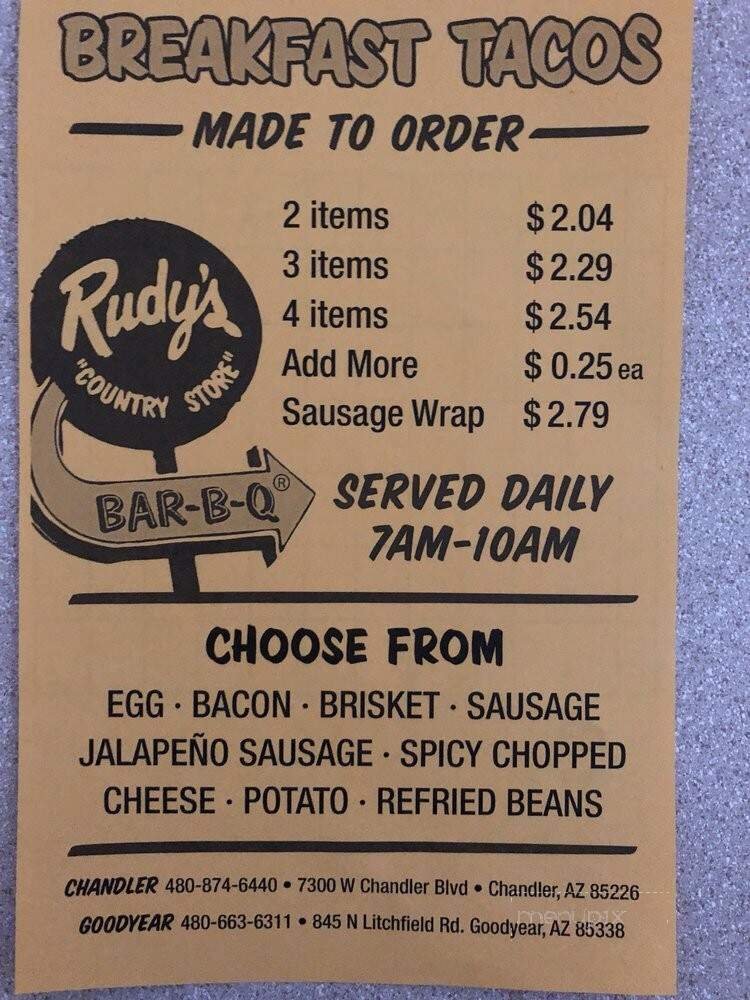 BREAKFAST TACOS
MADE TO ORDER
2 items $ 2.04
3 items $ 2.29
4 items $ 2.54
Add More $ 0.25 ea
Sausage Wrap $ 2.79
Rudy's
"COUNTRY STORE"
BAR-B-Q®
SERVED DAILY
7AM-10AM
CHOOSE FROM
EGG · BACON · BRISKET · SAUSAGE
JALAPEÑO SAUSAGE · SPICY CHOPPED
CHEESE · POTATO · REFRIED BEANS
CHANDLER 480-874-6440 • 7300 W Chandler Blvd • Chandler, AZ 85226
GOODYEAR 480-663-6311 • 845 N Litchfield Rd. Goodyear, AZ 85338
menupix